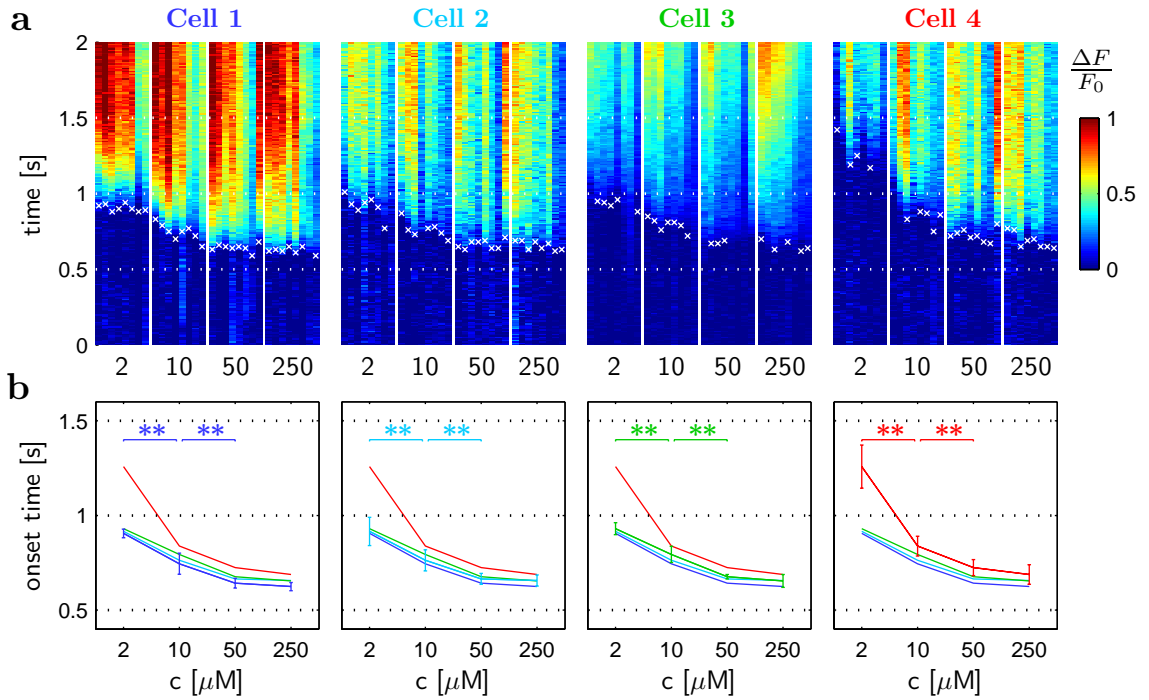 a
Cell 1 Cell 2 Cell 3 Cell 4
time [s]
2
1.5
1
0.5
0
2 10 50 250 2 10 50 250 2 10 50 250 2 10 50 250
ΔF/F₀
1
0.5
0
b
onset time [s]
1.5
1
0.5
** ** ** ** ** ** ** **
2 10 50 250 2 10 50 250 2 10 50 250 2 10 50 250
c [μM] c [μM] c [μM] c [μM]